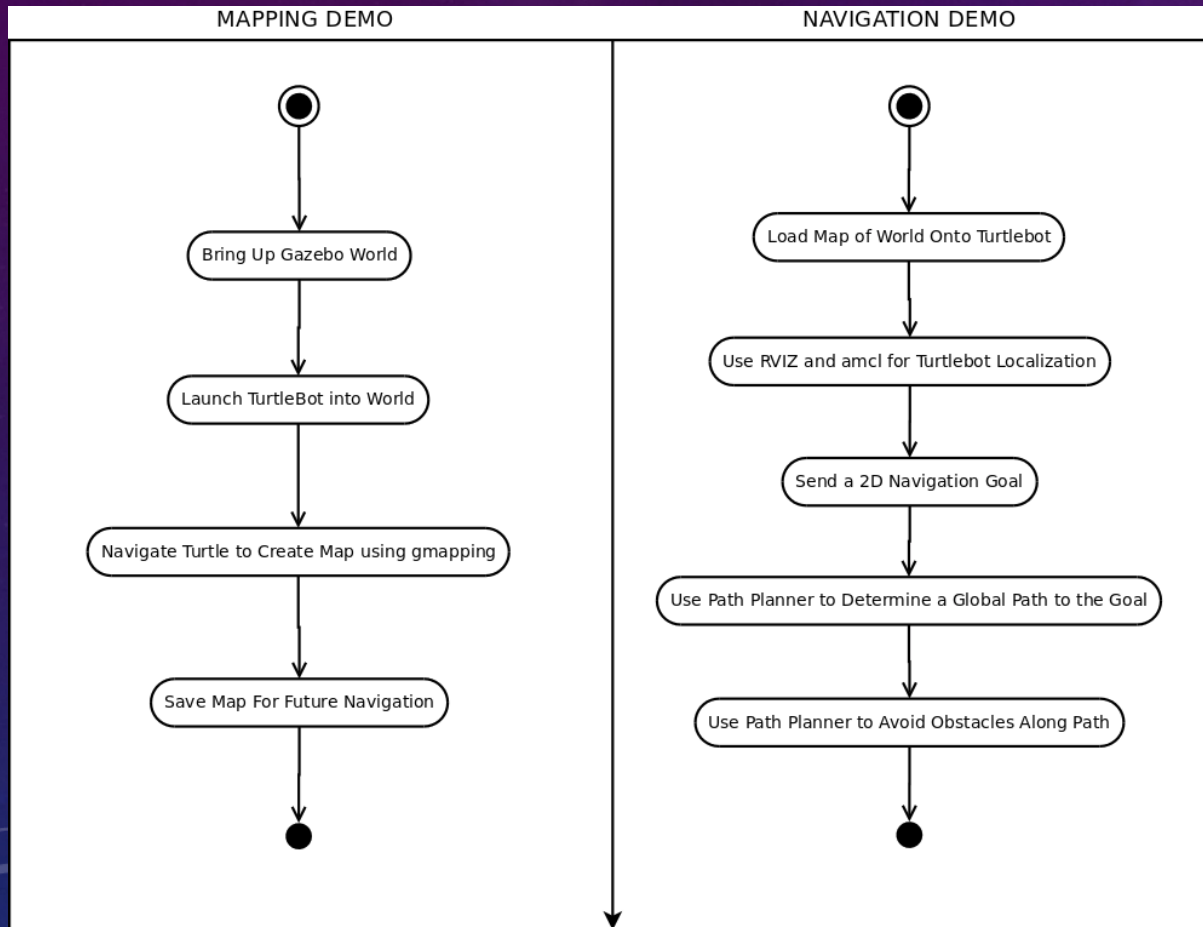 MAPPING DEMO
NAVIGATION DEMO
Bring Up Gazebo World
Launch TurtleBot into World
Navigate Turtle to Create Map using gmapping
Save Map For Future Navigation
Load Map of World Onto Turtlebot
Use RVIZ and amcl for Turtlebot Localization
Send a 2D Navigation Goal
Use Path Planner to Determine a Global Path to the Goal
Use Path Planner to Avoid Obstacles Along Path